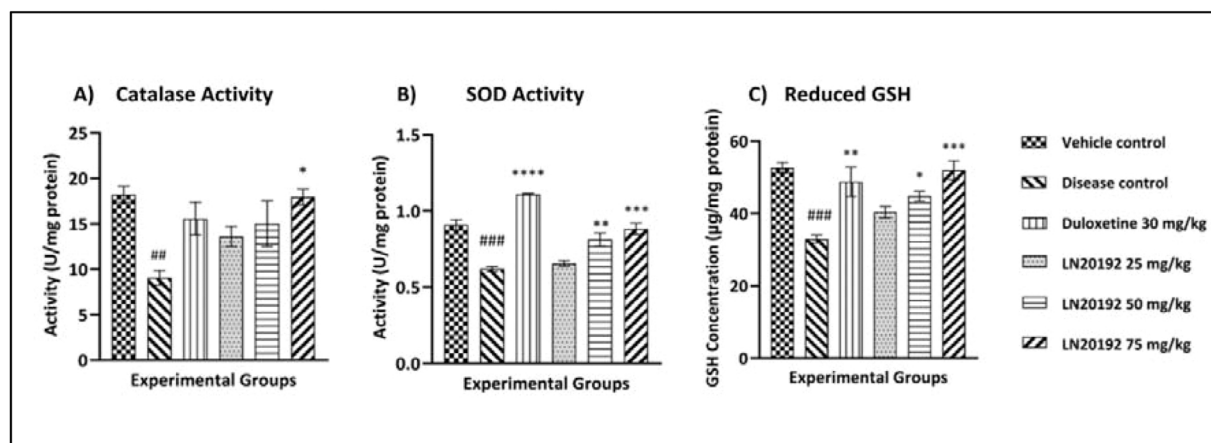 A) Catalase Activity
Activity (U/mg protein)
25
20
15
10
5
0
##
*
Experimental Groups
B) SOD Activity
Activity (U/mg protein)
1.5
1.0
0.5
0.0
###
****
**
***
Experimental Groups
C) Reduced GSH
GSH Concentration (μg/mg protein)
60
40
20
0
###
**
*
***
Experimental Groups
Vehicle control
Disease control
Duloxetine 30 mg/kg
LN20192 25 mg/kg
LN20192 50 mg/kg
LN20192 75 mg/kg